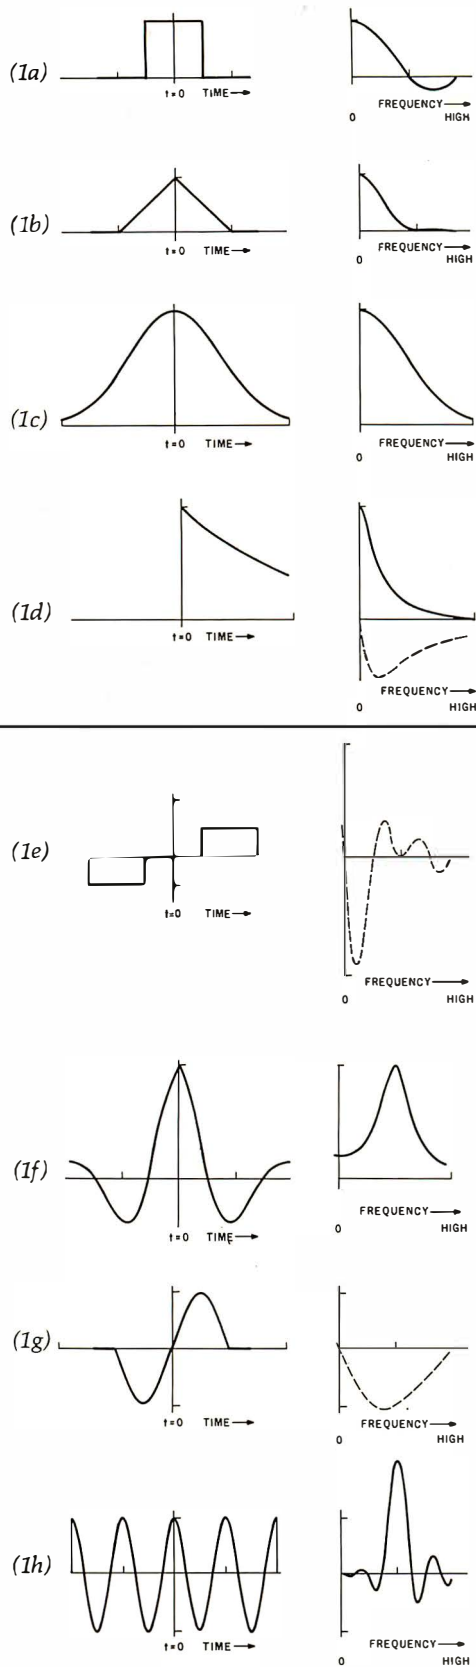 (1a)
t=0 TIME
FREQUENCY
0 HIGH
(1b)
t=0 TIME
FREQUENCY
0 HIGH
(1c)
t=0 TIME
FREQUENCY
0 HIGH
(1d)
t=0 TIME
FREQUENCY
0 HIGH
(1e)
t=0 TIME
FREQUENCY
0 HIGH
(1f)
t=0 TIME
FREQUENCY
0 HIGH
(1g)
t=0 TIME
FREQUENCY
0 HIGH
(1h)
t=0 TIME
FREQUENCY
0 HIGH